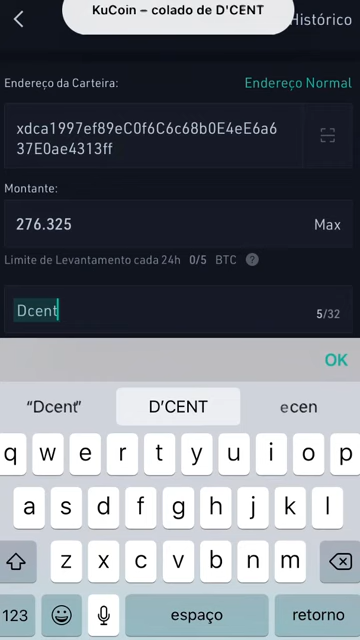 KuCoin – colado de D'CENT
Histórico
Endereço da Carteira:
Endereço Normal
xdca1997ef89eC0f6C6c68b0E4eE6a6
37E0ae4313ff
Montante:
276.325
Max
Limite de Levantamento cada 24h 0/5 BTC ?
Dcent
5/32
OK
“Dcent” D’CENT ecen
q w e r t y u i o p
a s d f g h j k l
z x c v b n m
123 espaço retorno